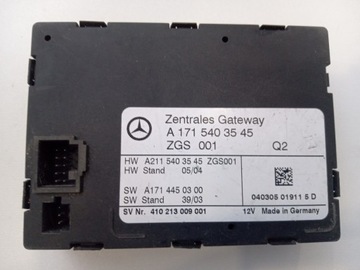 Zentrales Gateway
A 171 540 35 45
ZGS 001 Q2
HW A211 540 35 45 ZGS001
HW Stand 05/04
SW A171 445 03 00
SW Stand 39/03
040305 01911 5 D
SV Nr. 410 213 009 001 12V Made in Germany